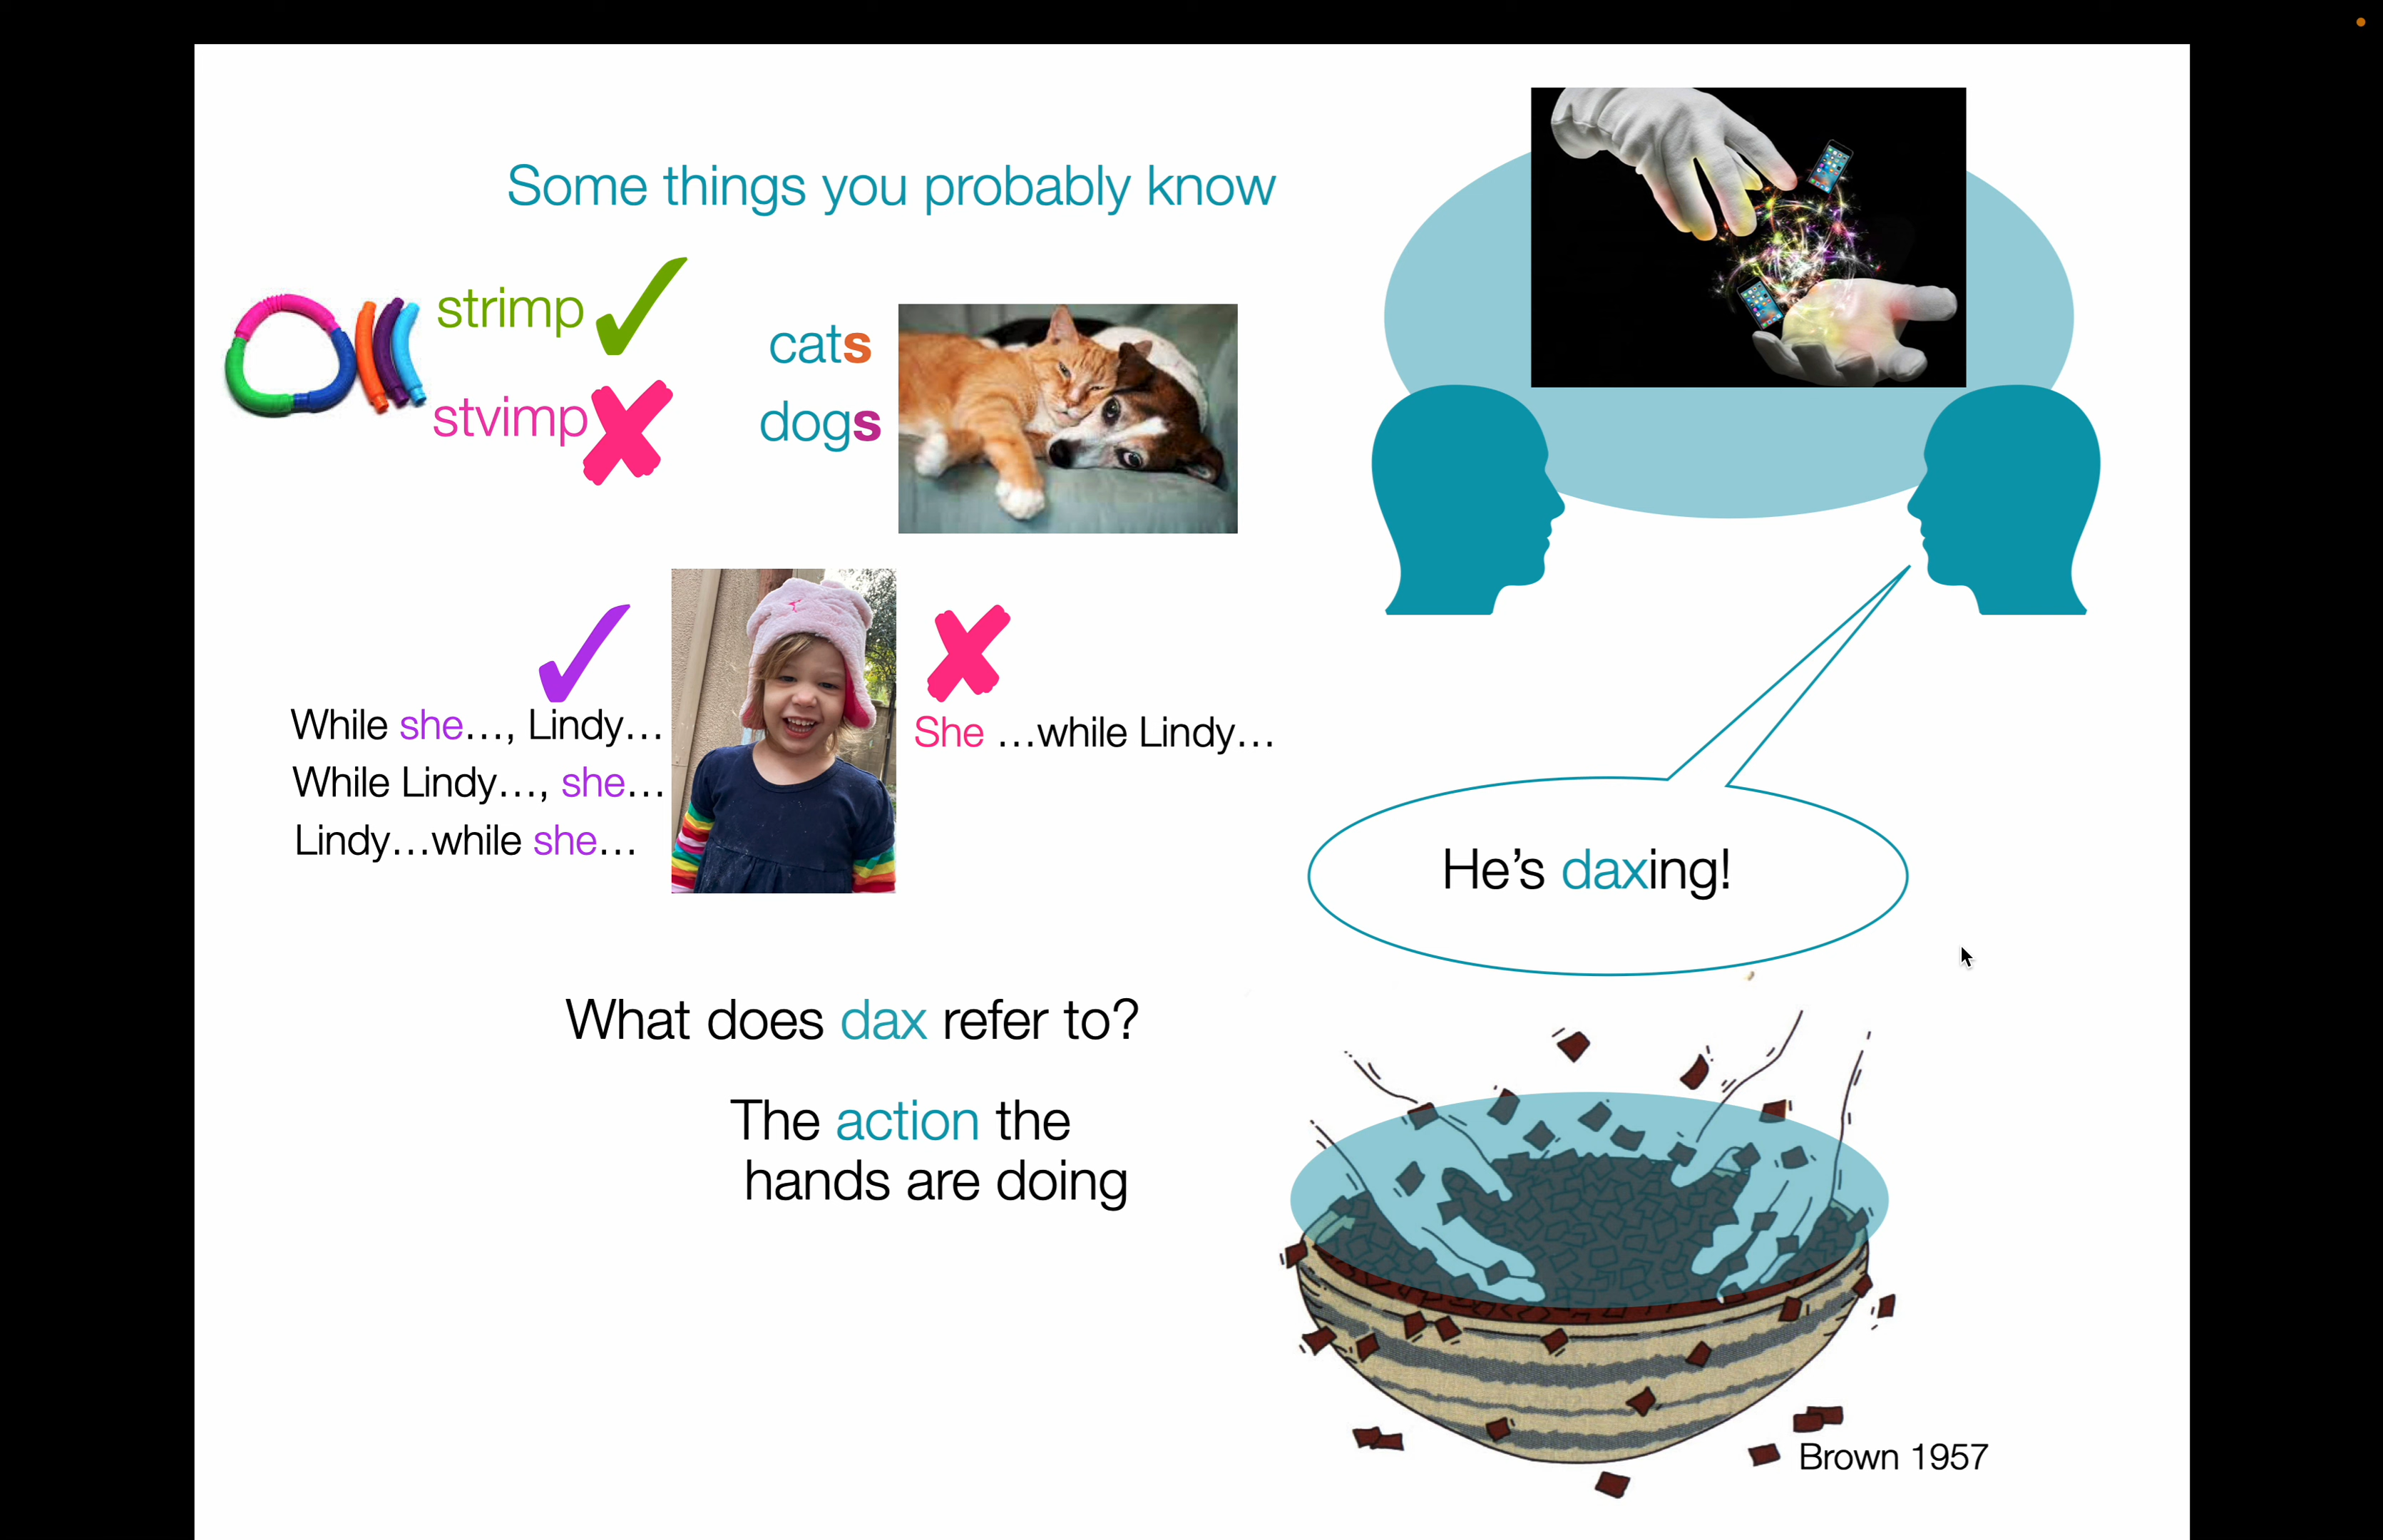 Some things you probably know
strimp
stvimp
cats
dogs
While she…, Lindy…
While Lindy…, she…
Lindy…while she…
She …while Lindy…
He’s daxing!
What does dax refer to?
The action the
hands are doing
Brown 1957